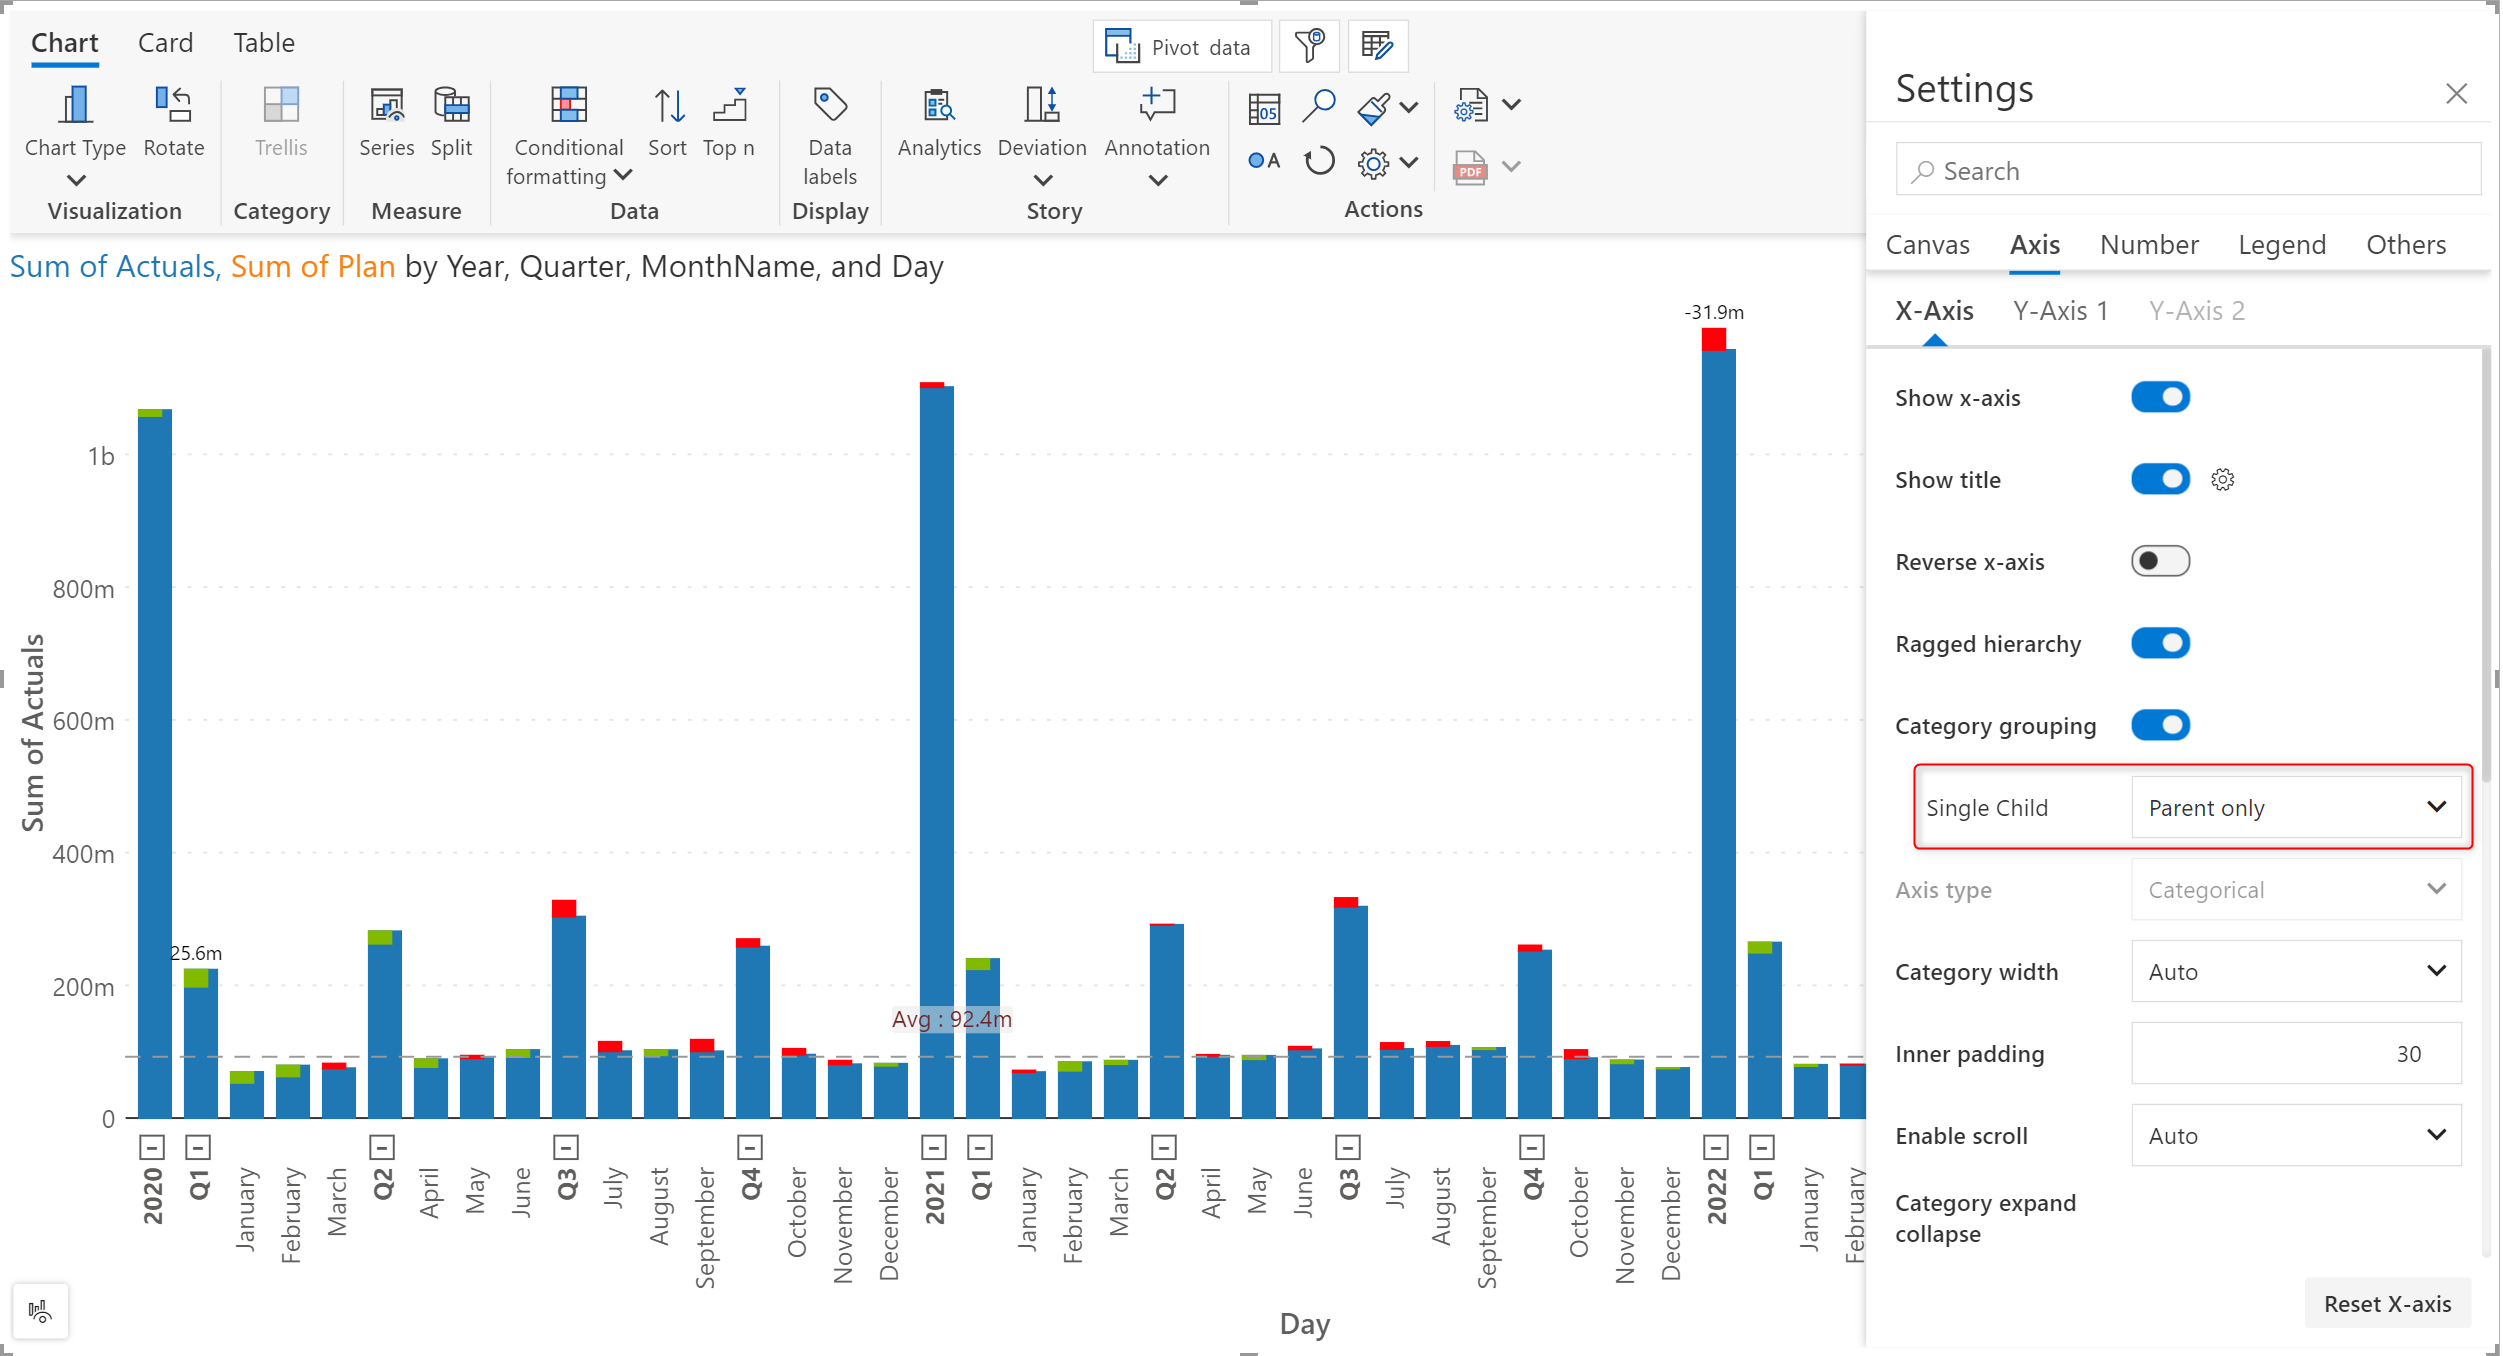 Chart Card Table
Pivot data
Chart Type
Rotate
Trellis
Series
Split
Conditional
formatting
Sort
Top n
Data
labels
Analytics
Deviation
Annotation
05
A
PDF
Visualization
Category
Measure
Data
Display
Story
Actions
Sum of Actuals, Sum of Plan by Year, Quarter, MonthName, and Day
Sum of Actuals
1b
800m
600m
400m
200m
0
25.6m
Avg : 92.4m
-31.9m
2020
Q1
January
February
March
Q2
April
May
June
Q3
July
August
September
Q4
October
November
December
2021
Q1
January
February
March
Q2
April
May
June
Q3
July
August
September
Q4
October
November
December
2022
Q1
January
February
Day
Settings
Search
Canvas Axis Number Legend Others
X-Axis Y-Axis 1 Y-Axis 2
Show x-axis
Show title
Reverse x-axis
Ragged hierarchy
Category grouping
Single Child Parent only
Axis type Categorical
Category width Auto
Inner padding 30
Enable scroll Auto
Category expand
collapse
Reset X-axis